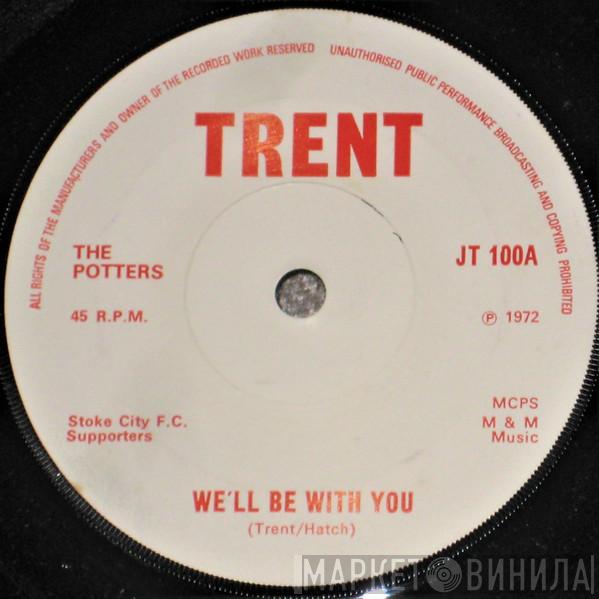 ALL RIGHTS OF THE MANUFACTURERS AND OWNER OF THE RECORDED WORK RESERVED
UNAUTHORISED PUBLIC PERFORMANCE BROADCASTING AND COPYING PROHIBITED
TRENT
THE
POTTERS
JT 100A
45 R.P.M.
℗ 1972
Stoke City F.C.
Supporters
MCPS
M & M
Music
WE'LL BE WITH YOU
(Trent/Hatch)
МАРКЕТ ВИНИЛА